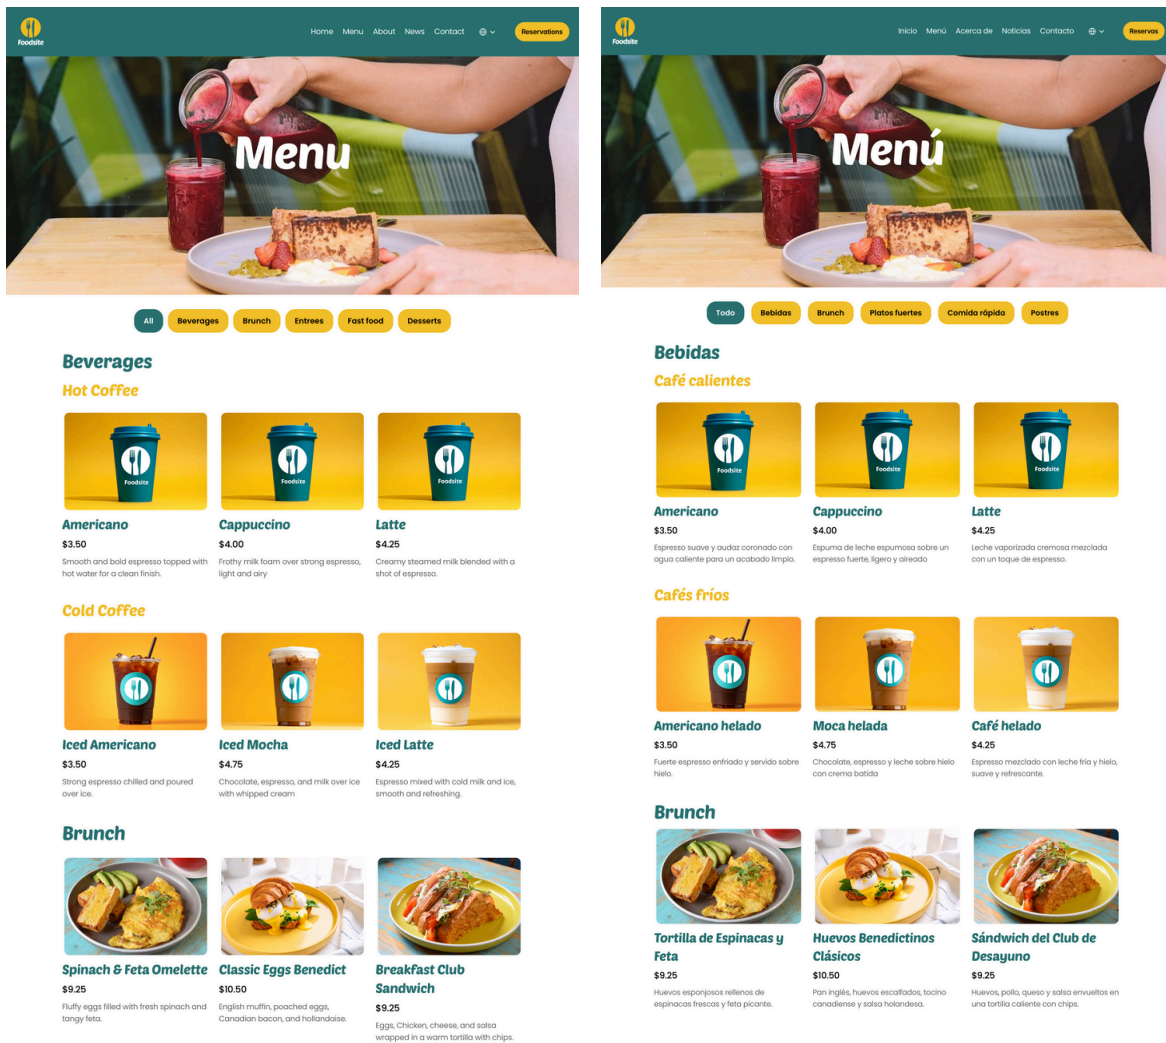 Foodsite
Home Menu About News Contact Reservations
Menu
All Beverages Brunch Entrees Fast food Desserts
Beverages
Hot Coffee
Foodsite Foodsite Foodsite
Americano Cappuccino Latte
$3.50 $4.00 $4.25
Smooth and bold espresso topped with Frothy milk foam over strong espresso, Creamy steamed milk blended with a
hot water for a clean finish. light and airy shot of espresso.
Cold Coffee
Iced Americano Iced Mocha Iced Latte
$3.50 $4.75 $4.25
Strong espresso chilled and poured Chocolate, espresso, and milk over ice Espresso mixed with cold milk and ice,
over ice. with whipped cream smooth and refreshing.
Brunch
Spinach & Feta Omelette Classic Eggs Benedict Breakfast Club
Sandwich
$9.25 $10.50 $9.25
Fluffy eggs filled with fresh spinach and English muffin, poached eggs, Eggs, Chicken, cheese, and salsa
tangy feta. Canadian bacon, and hollandaise. wrapped in a warm tortilla with chips.
Foodsite
Inicio Menú Acerca de Noticias Contacto Reservas
Menú
Todo Bebidas Brunch Platos fuertes Comida rápida Postres
Bebidas
Café calientes
Foodsite Foodsite Foodsite
Americano Cappuccino Latte
$3.50 $4.00 $4.25
Espresso suave y audaz coronado con Espuma de leche espumosa sobre un Leche vaporizada cremosa mezclada
agua caliente para un acabado limpio. espresso fuerte, ligero y aireado con un toque de espresso.
Cafés fríos
Americano helado Moca helada Café helado
$3.50 $4.75 $4.25
Fuerte espresso enfriado y servido sobre Chocolate, espresso y leche sobre hielo Espresso mezclado con leche fría y hielo,
hielo. con crema batida suave y refrescante.
Brunch
Tortilla de Espinacas y Huevos Benedictinos Sándwich del Club de
Feta Clásicos Desayuno
$9.25 $10.50 $9.25
Huevos esponjosos rellenos de Pan inglés, huevos escalfados, tocino Huevos, pollo, queso y salsa envueltos en
espinacas frescas y feta picante. canadiense y salsa holandesa. una tortilla caliente con chips.